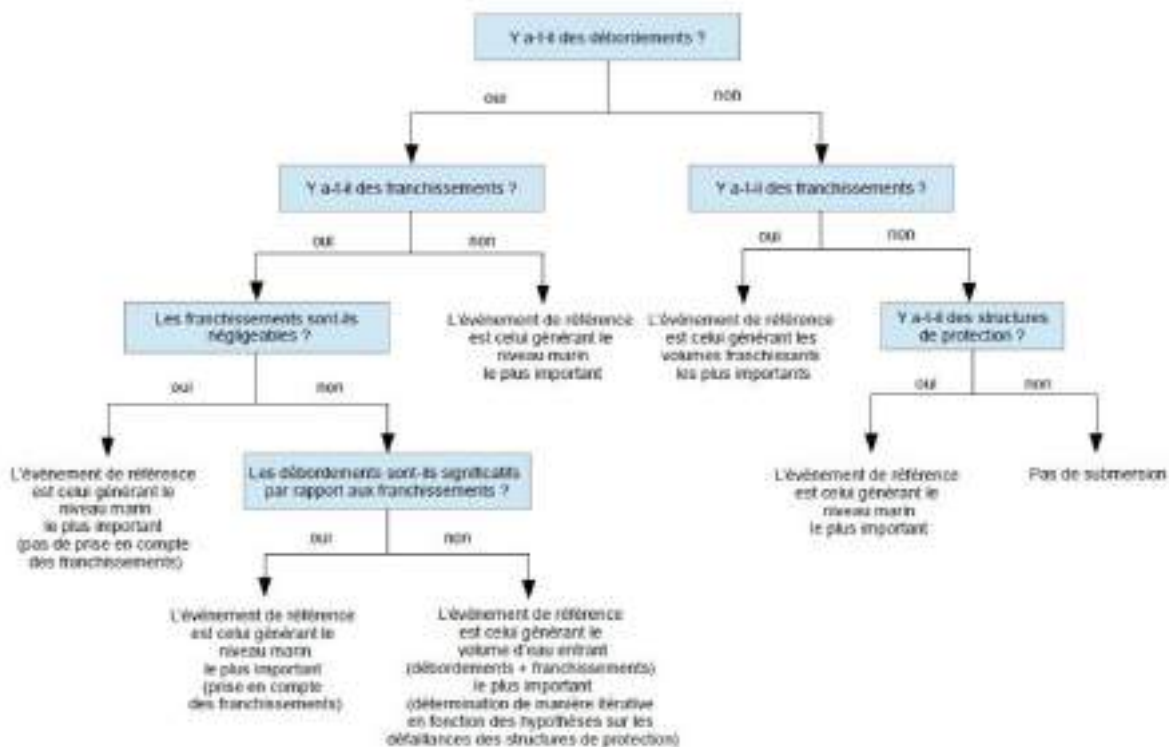 Y a-t-il des débordements ?
oui
non
Y a-t-il des franchissements ?
Y a-t-il des franchissements ?
oui
non
oui
non
Les franchissements sont-ils
négligeables ?
L'événement de référence
est celui générant le
niveau marin
le plus important
L'événement de référence
est celui générant les
volumes franchissants
les plus importants
Y a-t-il des structures
de protection ?
oui
non
oui
non
L'événement de référence
est celui générant le
niveau marin
le plus important
(pas de prise en compte
des franchissements)
Les débordements sont-ils significatifs
par rapport aux franchissements ?
L'événement de référence
est celui générant le
niveau marin
le plus important
Pas de submersion
oui
non
L'événement de référence
est celui générant le
niveau marin
le plus important
(prise en compte
des franchissements)
L'événement de référence
est celui générant le
volume d'eau entrant
(débordements + franchissements)
le plus important
(détermination de manière itérative
en fonction des hypothèses sur les
défaillances des structures de protection)